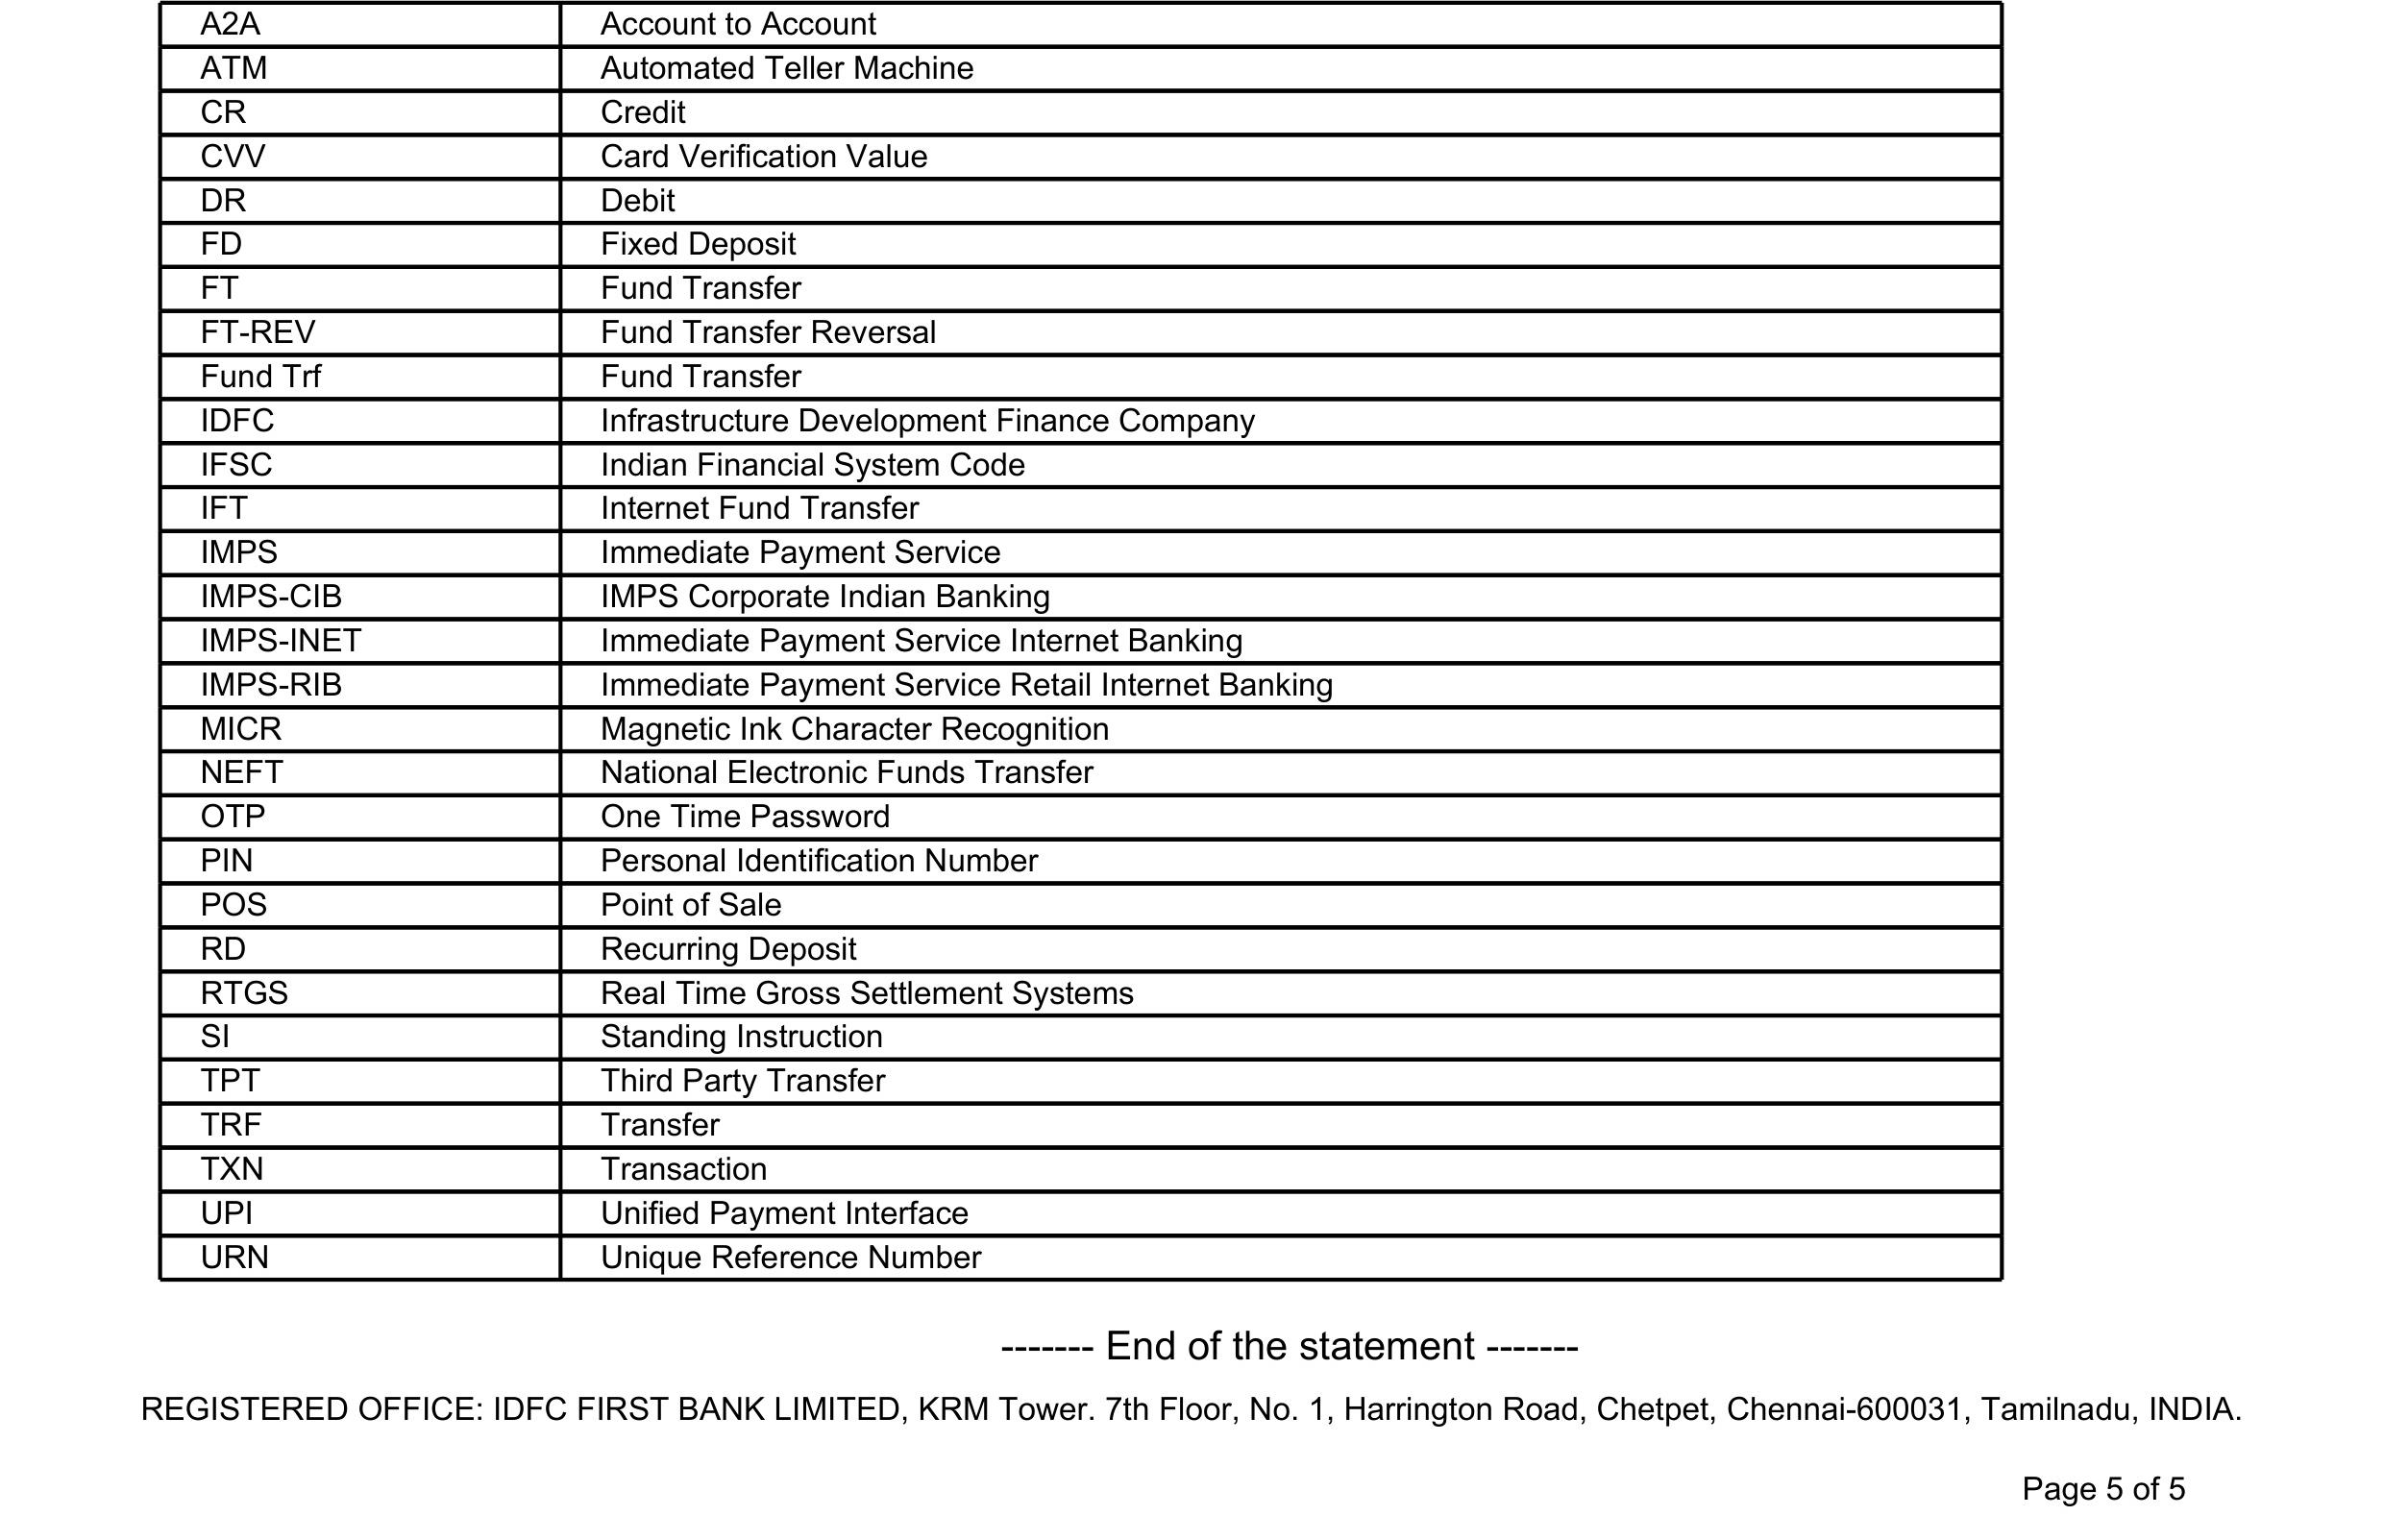 A2A Account to Account
ATM Automated Teller Machine
CR Credit
CVV Card Verification Value
DR Debit
FD Fixed Deposit
FT Fund Transfer
FT-REV Fund Transfer Reversal
Fund Trf Fund Transfer
IDFC Infrastructure Development Finance Company
IFSC Indian Financial System Code
IFT Internet Fund Transfer
IMPS Immediate Payment Service
IMPS-CIB IMPS Corporate Indian Banking
IMPS-INET Immediate Payment Service Internet Banking
IMPS-RIB Immediate Payment Service Retail Internet Banking
MICR Magnetic Ink Character Recognition
NEFT National Electronic Funds Transfer
OTP One Time Password
PIN Personal Identification Number
POS Point of Sale
RD Recurring Deposit
RTGS Real Time Gross Settlement Systems
SI Standing Instruction
TPT Third Party Transfer
TRF Transfer
TXN Transaction
UPI Unified Payment Interface
URN Unique Reference Number
------- End of the statement -------
REGISTERED OFFICE: IDFC FIRST BANK LIMITED, KRM Tower. 7th Floor, No. 1, Harrington Road, Chetpet, Chennai-600031, Tamilnadu, INDIA.
Page 5 of 5